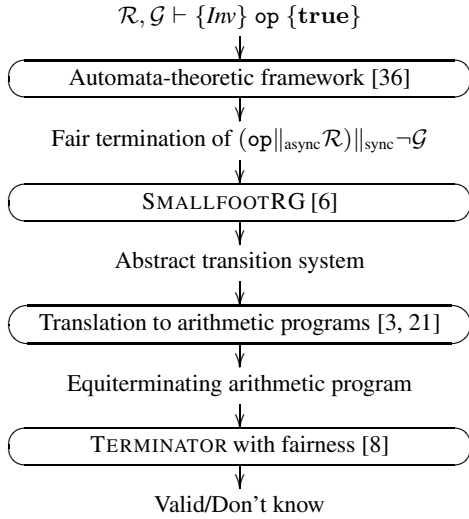 ℛ, 𝒢 ⊢ {Inv} op {true}
Automata-theoretic framework [36]
Fair termination of (op∥async ℛ)∥sync ¬𝒢
SMALLFOOTRG [6]
Abstract transition system
Translation to arithmetic programs [3, 21]
Equiterminating arithmetic program
TERMINATOR with fairness [8]
Valid/Don't know